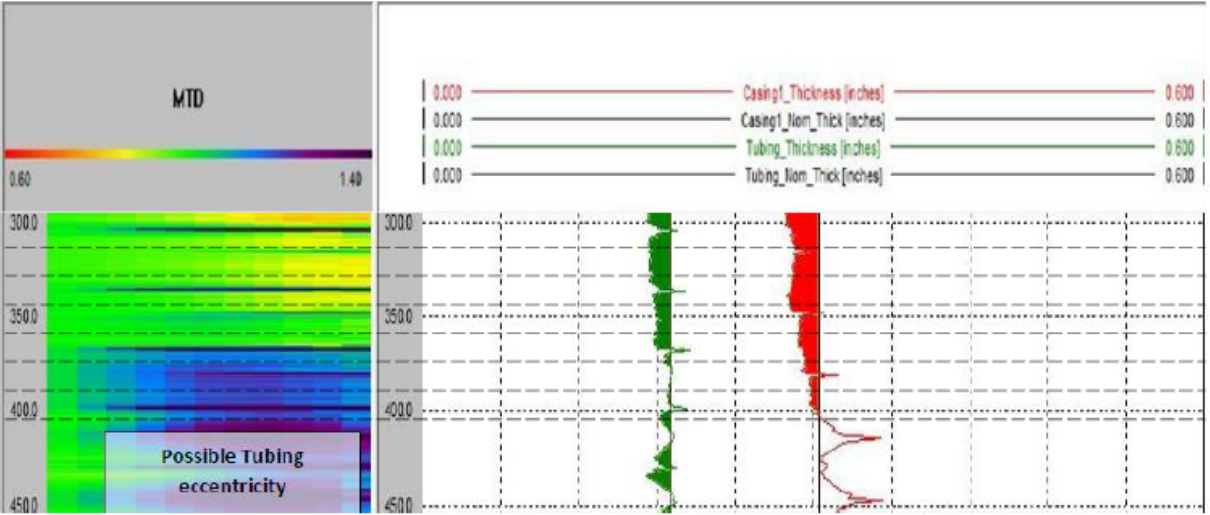 MTD
0.60 1.40
0.000 Casing1_Thickness [inches] 0.600
0.000 Casing1_Nom_Thick [inches] 0.600
0.000 Tubing_Thickness [inches] 0.600
0.000 Tubing_Nom_Thick [inches] 0.600
300.0 300.0
350.0 350.0
400.0 400.0
Possible Tubing
eccentricity
450.0 450.0